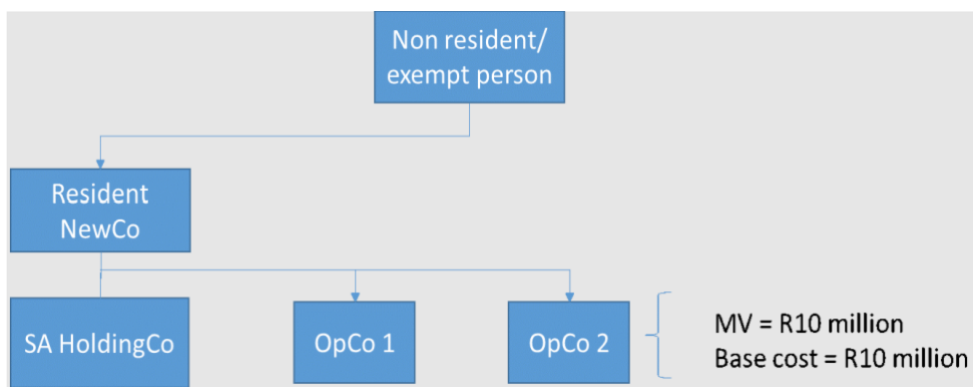 Non resident/
exempt person
Resident
NewCo
SA HoldingCo
OpCo 1
OpCo 2
MV = R10 million
Base cost = R10 million